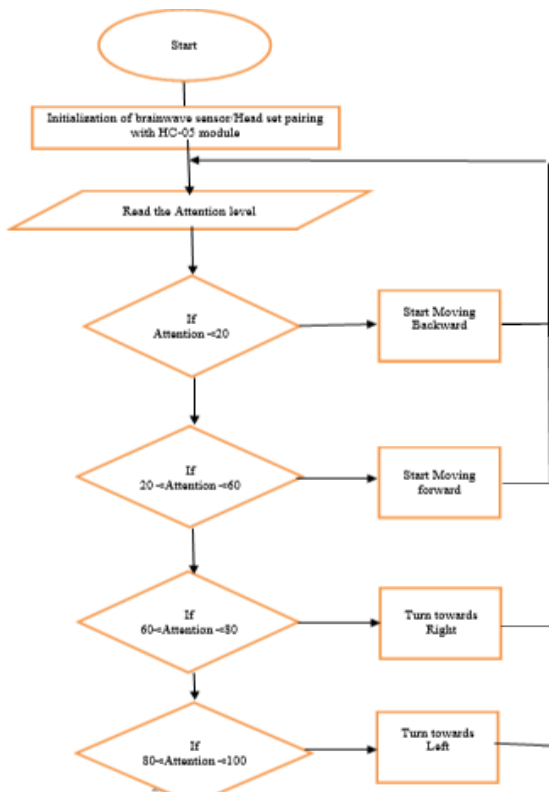 Start
Initialization of brainwave sensor/Head set pairing
with HC-05 module
Read the Attention level
If
Attention -<20
Start Moving
Backward
If
20 -<Attention -<60
Start Moving
forward
If
60-<Attention -<80
Turn towards
Right
If
80-<Attention -<100
Turn towards
Left